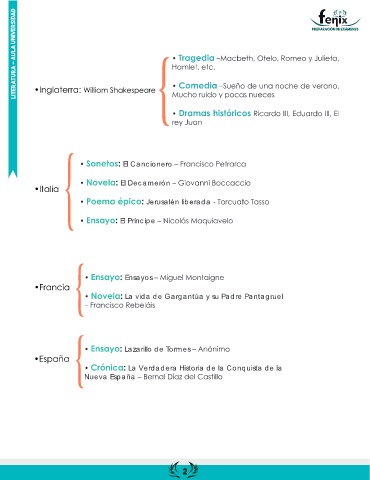 LITERATURA – AULA UNIVERSIDAD
fenix
PREPARACIÓN DE EXÁMENES
•Inglaterra: William Shakespeare
• Tragedia –Macbeth, Otelo, Romeo y Julieta,
Hamlet, etc.
• Comedia –Sueño de una noche de verano,
Mucho ruido y pocas nueces
• Dramas históricos Ricardo III, Eduardo III, El
rey Juan
•Italia
• Sonetos: El Cancionero – Francisco Petrarca
• Novela: El Decamerón – Giovanni Boccaccio
• Poema épico: Jerusalén liberada - Torcuato Tasso
• Ensayo: El Príncipe – Nicolás Maquiavelo
•Francia
• Ensayo: Ensayos – Miguel Montaigne
• Novela: La vida de Gargantúa y su Padre Pantagruel
– Francisco Rebeláis
•España
• Ensayo: Lazarillo de Tormes – Anónimo
• Crónica: La Verdadera Historia de la Conquista de la
Nueva España – Bernal Díaz del Castillo
2